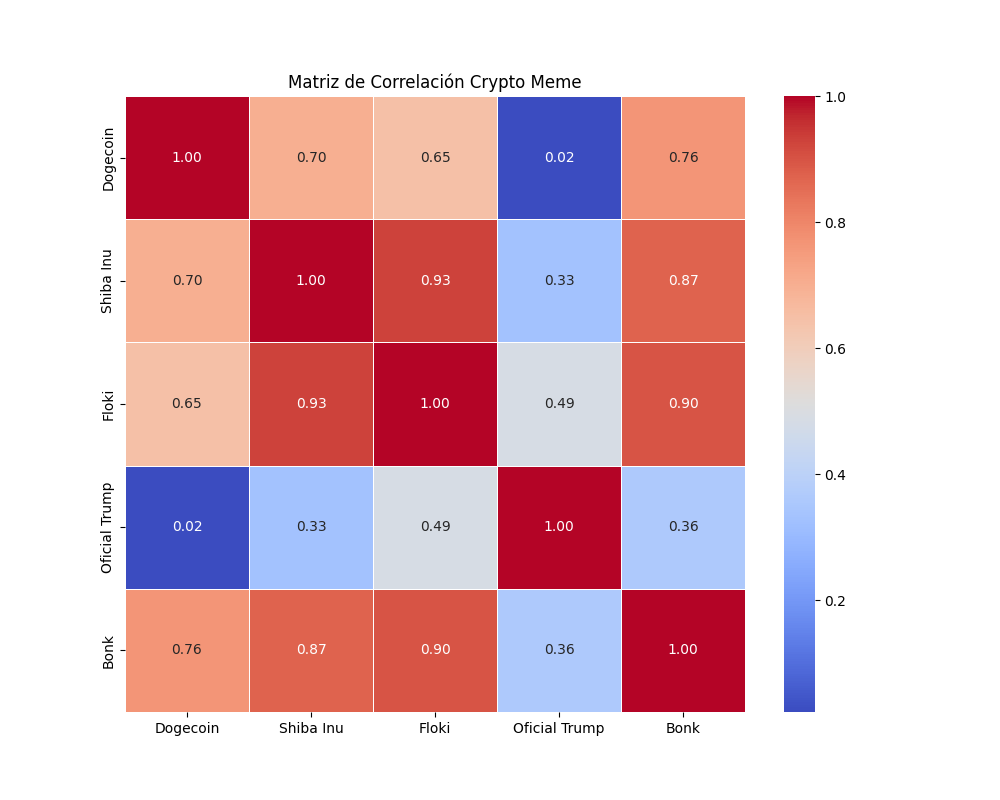 Matriz de Correlación Crypto Meme
Dogecoin 1.00 0.70 0.65 0.02 0.76
Shiba Inu 0.70 1.00 0.93 0.33 0.87
Floki 0.65 0.93 1.00 0.49 0.90
Oficial Trump 0.02 0.33 0.49 1.00 0.36
Bonk 0.76 0.87 0.90 0.36 1.00
Dogecoin Shiba Inu Floki Oficial Trump Bonk
1.0
0.8
0.6
0.4
0.2